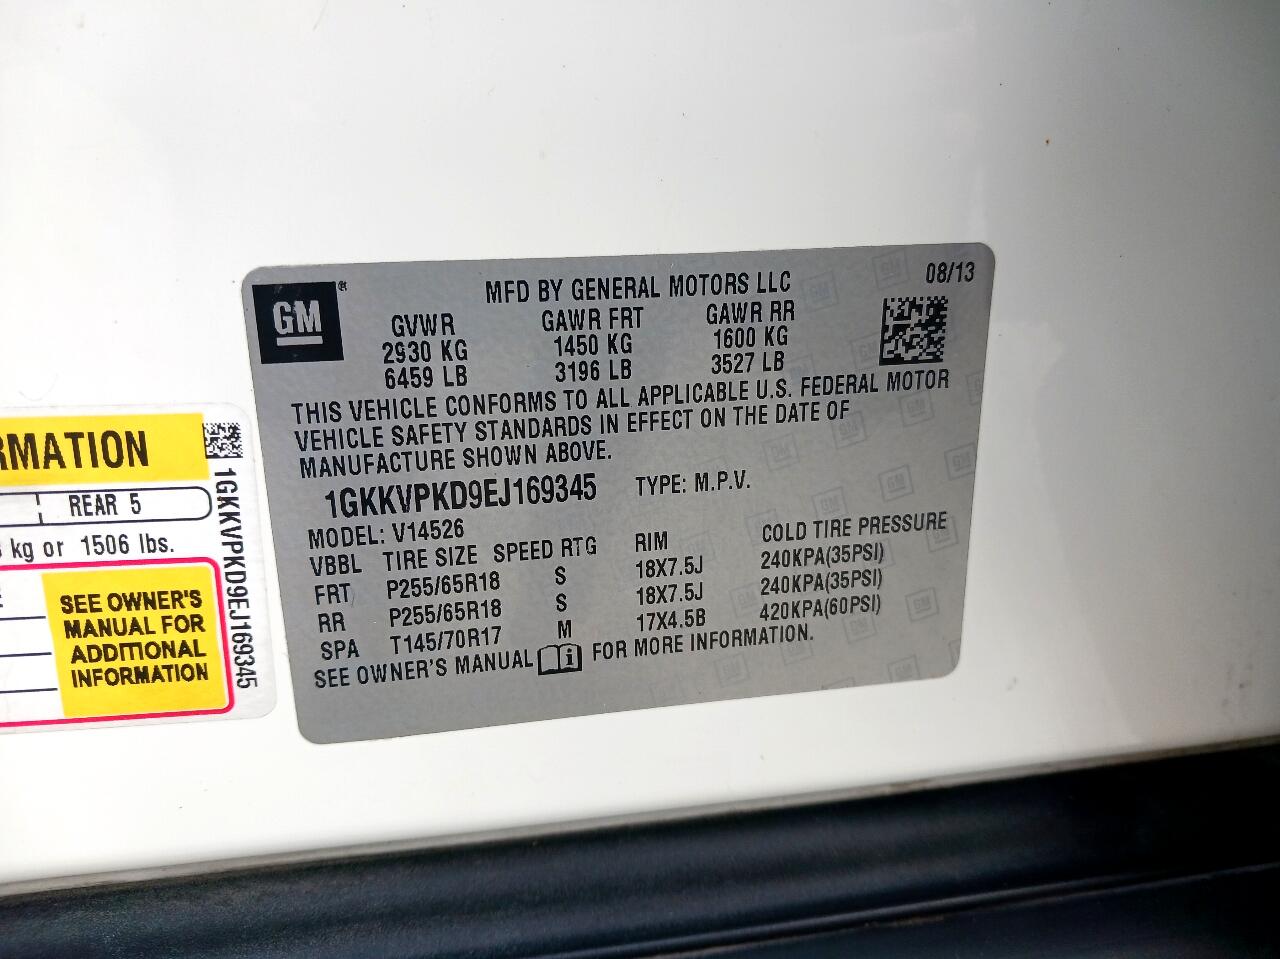 GM
®
MFD BY GENERAL MOTORS LLC
08/13
GVWR GAWR FRT GAWR RR
2930 KG 1450 KG 1600 KG
6459 LB 3196 LB 3527 LB
THIS VEHICLE CONFORMS TO ALL APPLICABLE U.S. FEDERAL MOTOR
VEHICLE SAFETY STANDARDS IN EFFECT ON THE DATE OF
MANUFACTURE SHOWN ABOVE.
1GKKVPKD9EJ169345 TYPE: M.P.V.
MODEL: V14526
VBBL TIRE SIZE SPEED RTG RIM COLD TIRE PRESSURE
FRT P255/65R18 S 18X7.5J 240KPA(35PSI)
RR P255/65R18 S 18X7.5J 240KPA(35PSI)
SPA T145/70R17 M 17X4.5B 420KPA(60PSI)
SEE OWNER'S MANUAL FOR MORE INFORMATION.
RMATION
REAR 5
kg or 1506 lbs.
SEE OWNER'S
MANUAL FOR
ADDITIONAL
INFORMATION
1GKKVPKD9EJ169345